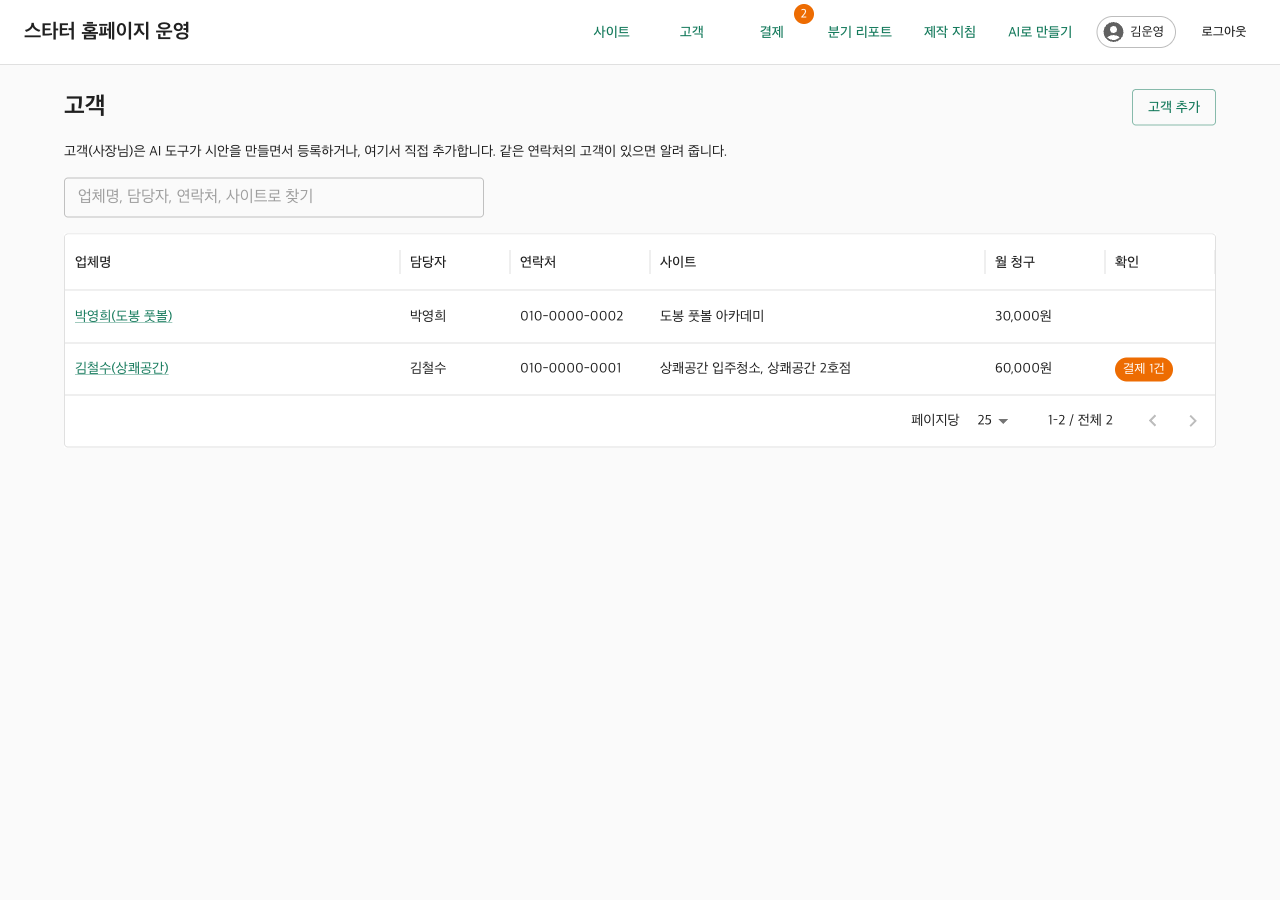 스타터 홈페이지 운영
사이트 고객 결제 2 분기 리포트 제작 지침 AI로 만들기 김운영 로그아웃
고객
고객 추가
고객(사장님)은 AI 도구가 시안을 만들면서 등록하거나, 여기서 직접 추가합니다. 같은 연락처의 고객이 있으면 알려 줍니다.
업체명, 담당자, 연락처, 사이트로 찾기
업체명 담당자 연락처 사이트 월 청구 확인
박영희(도봉 풋볼) 박영희 010-0000-0002 도봉 풋볼 아카데미 30,000원
김철수(상쾌공간) 김철수 010-0000-0001 상쾌공간 입주청소, 상쾌공간 2호점 60,000원 결제 1건
페이지당 25 1-2 / 전체 2